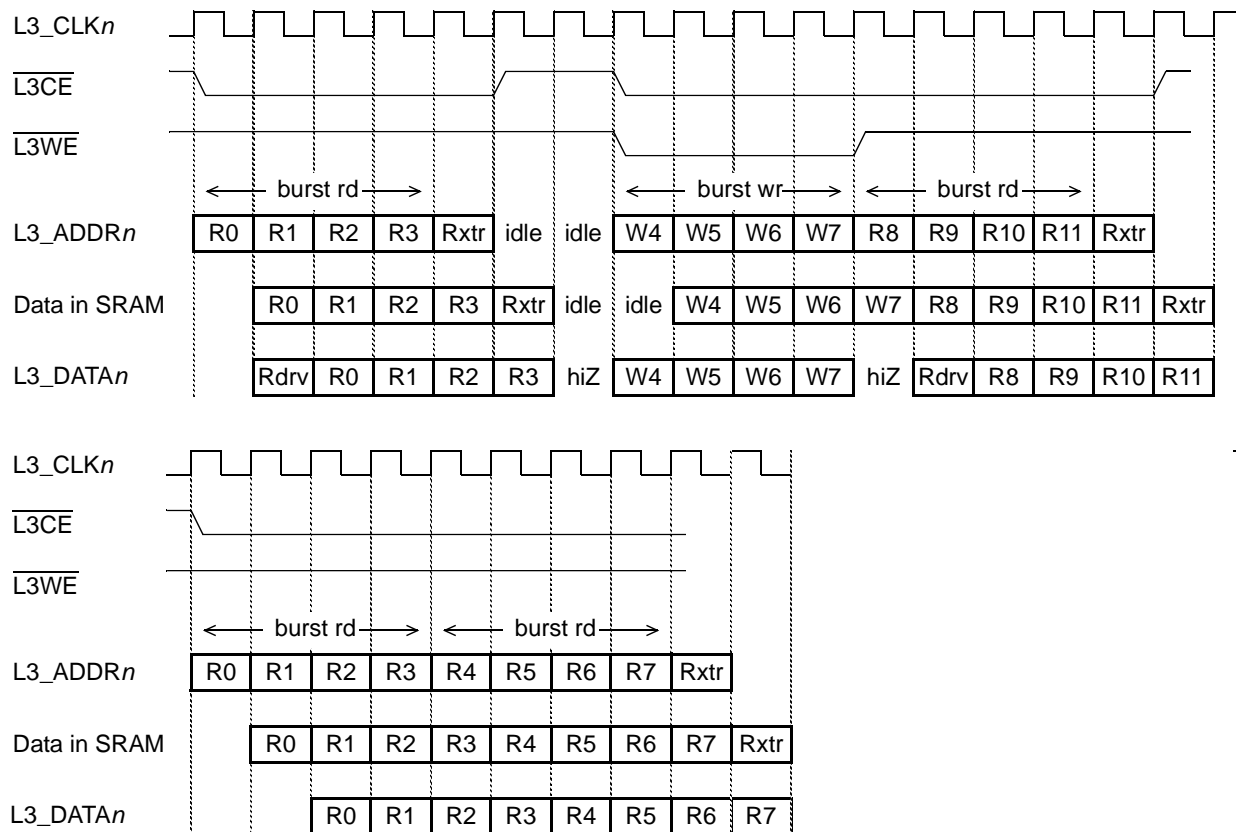 L3_CLKn
L3CE
L3WE
burst rd burst wr burst rd
L3_ADDRn R0 R1 R2 R3 Rxtr idle idle W4 W5 W6 W7 R8 R9 R10 R11 Rxtr
Data in SRAM R0 R1 R2 R3 Rxtr idle idle W4 W5 W6 W7 R8 R9 R10 R11 Rxtr
L3_DATAn Rdrv R0 R1 R2 R3 hiZ W4 W5 W6 W7 hiZ Rdrv R8 R9 R10 R11
L3_CLKn
L3CE
L3WE
burst rd burst rd
L3_ADDRn R0 R1 R2 R3 R4 R5 R6 R7 Rxtr
Data in SRAM R0 R1 R2 R3 R4 R5 R6 R7 Rxtr
L3_DATAn R0 R1 R2 R3 R4 R5 R6 R7